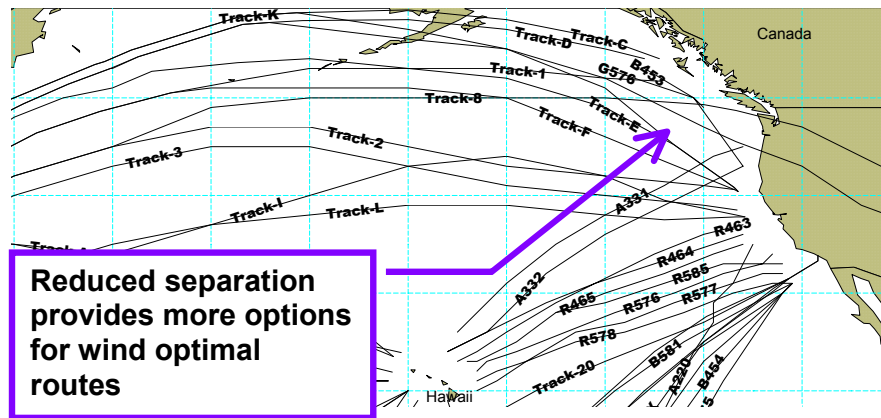 Track-K
Track-D
Track-C
Canada
Track-1
G576
B453
Track-8
Track-E
Track-F
Track-2
Track-3
Track-I
Track-L
A331
R463
R464
A332
R585
R465
R576
R577
R578
B581
Track-20
A220
B454
Hawaii
Reduced separation
provides more options
for wind optimal
routes